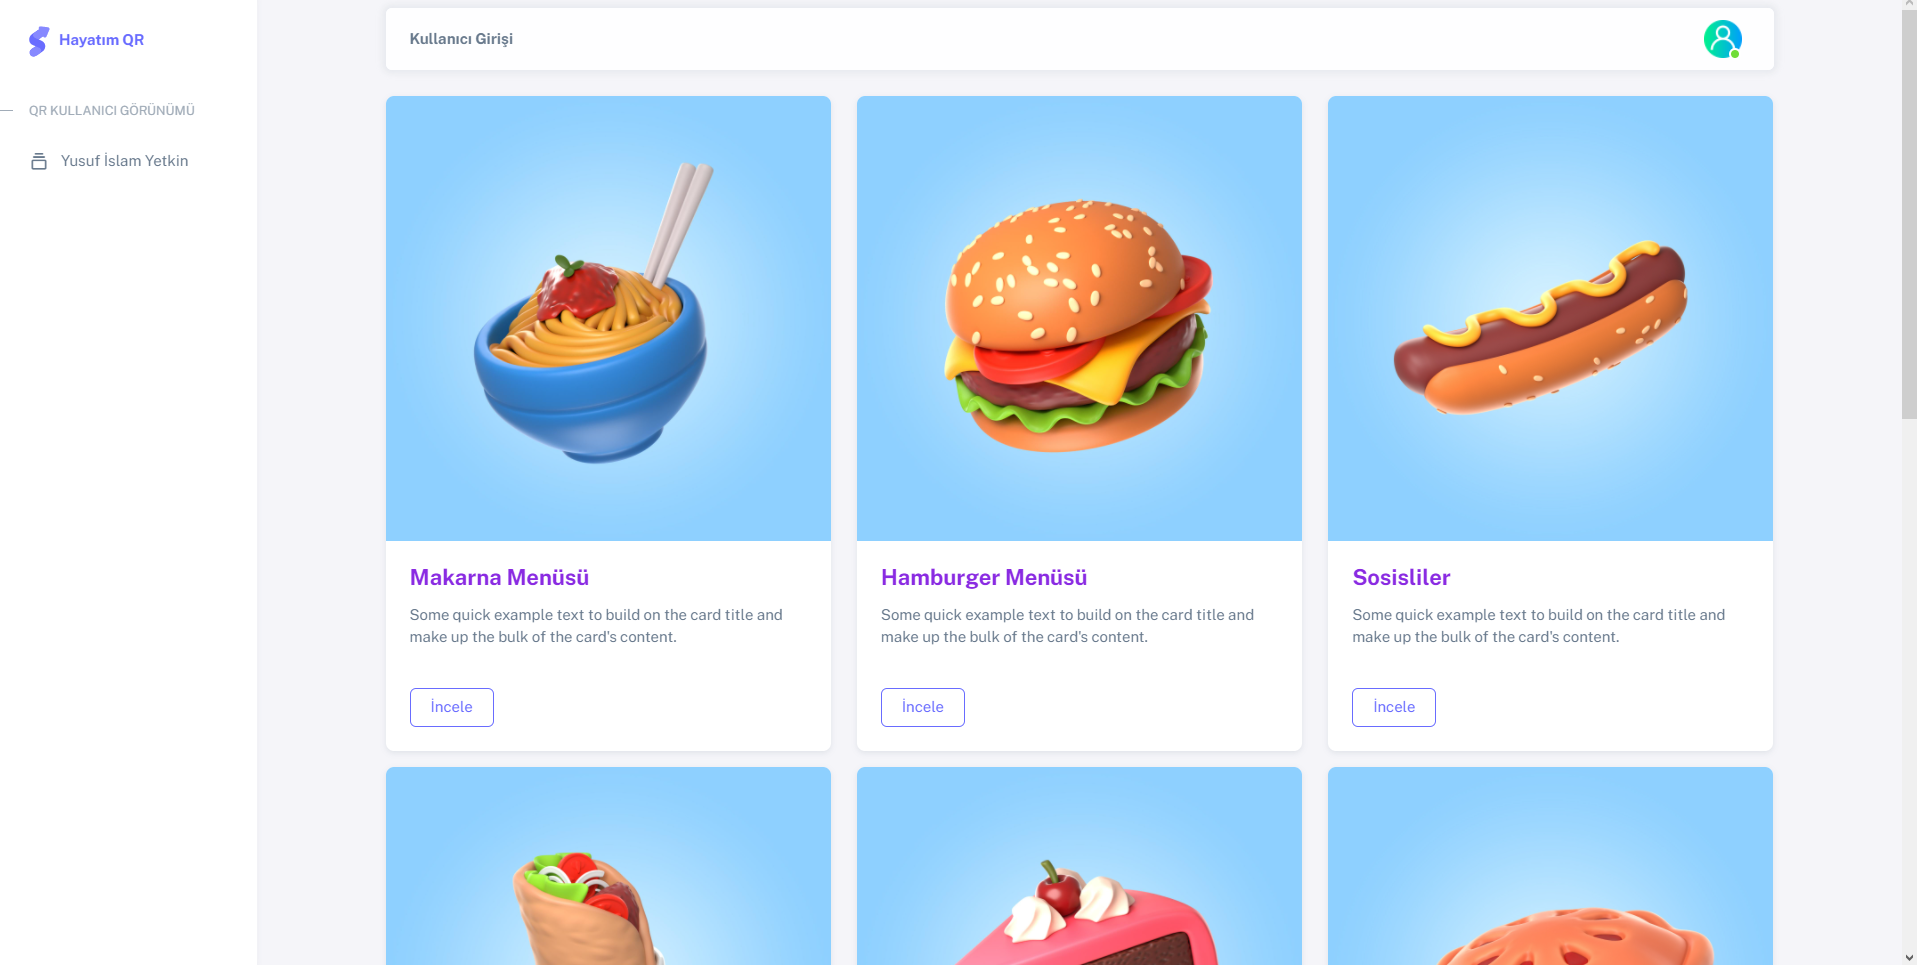 Hayatım QR
QR KULLANICI GÖRÜNÜMÜ
Yusuf İslam Yetkin
Kullanıcı Girişi
Makarna Menüsü
Some quick example text to build on the card title and
make up the bulk of the card's content.
İncele
Hamburger Menüsü
Some quick example text to build on the card title and
make up the bulk of the card's content.
İncele
Sosisliler
Some quick example text to build on the card title and
make up the bulk of the card's content.
İncele